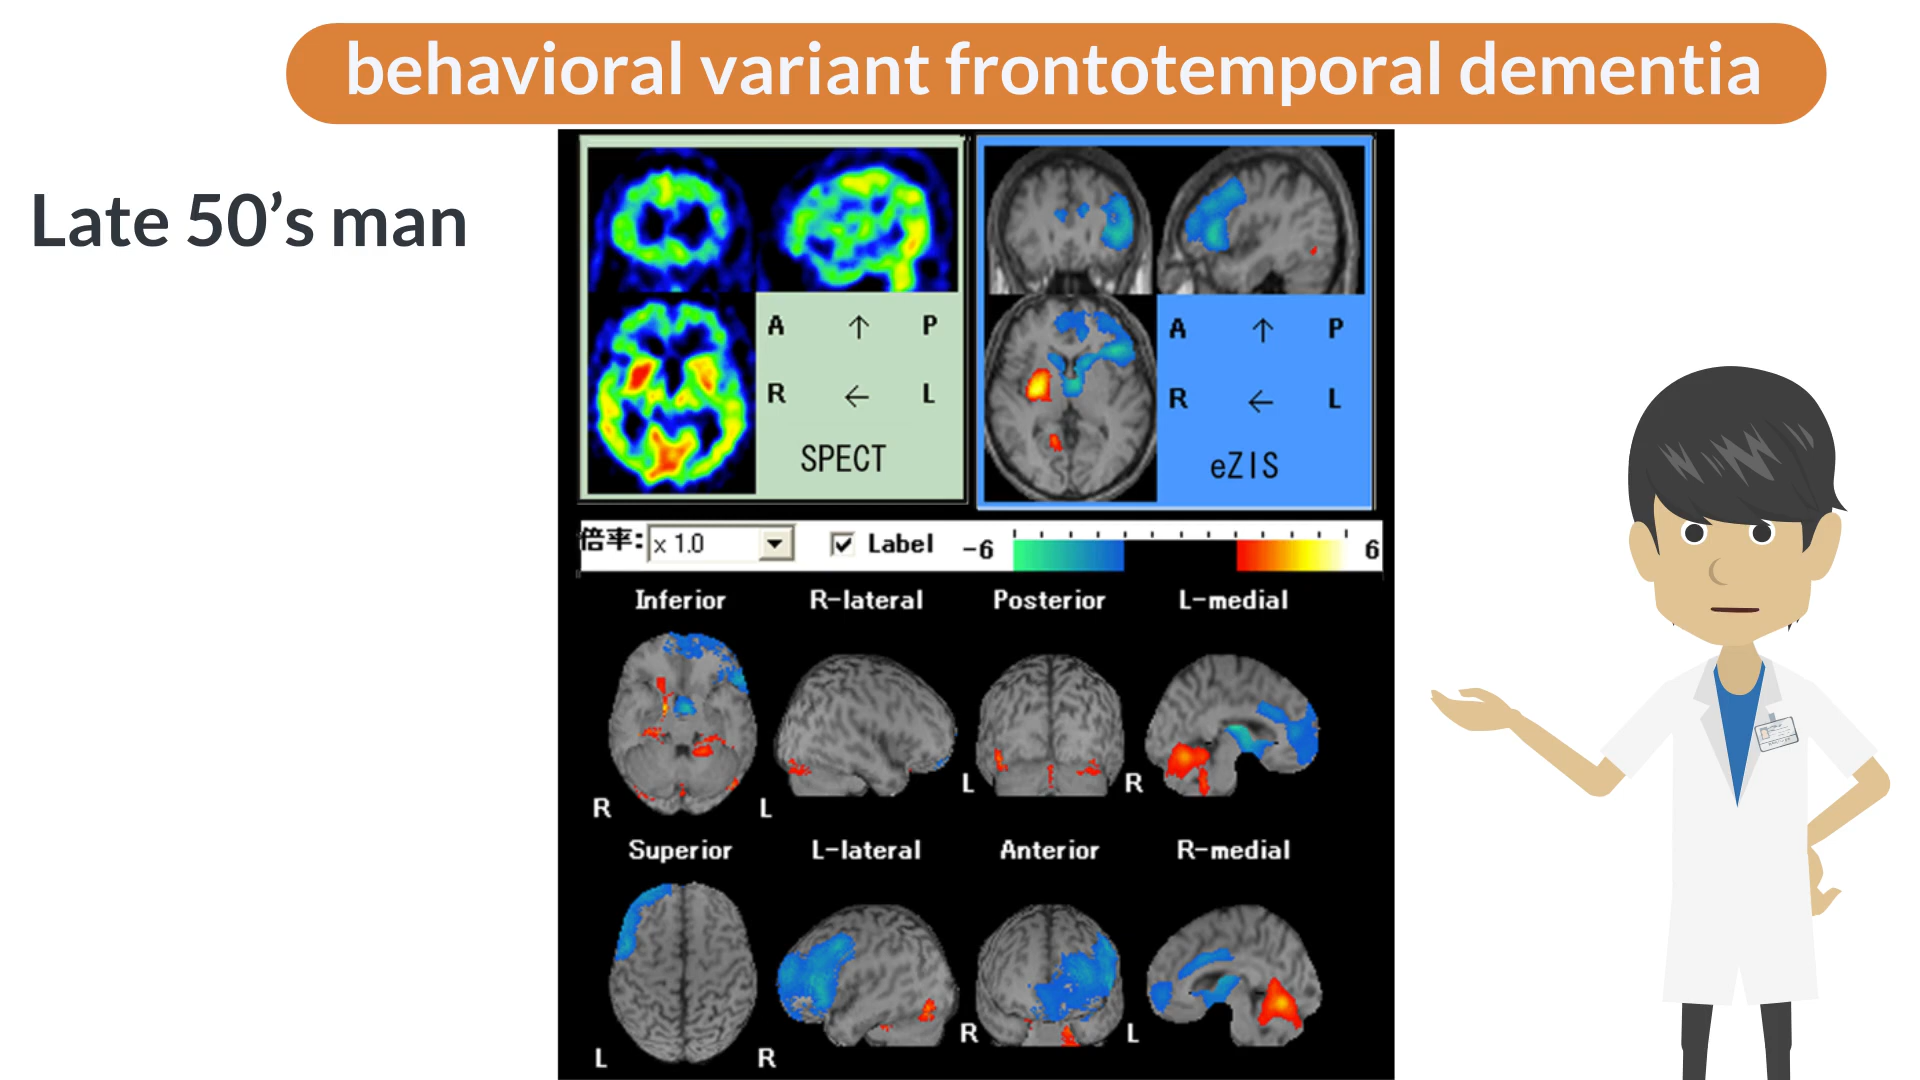 behavioral variant frontotemporal dementia
Late 50’s man
A ↑ P
R ← L
SPECT
A ↑ P
R ← L
eZIS
倍率: x 1.0 Label -6 6
Inferior R-lateral Posterior L-medial
R L L R
Superior L-lateral Anterior R-medial
L R R L